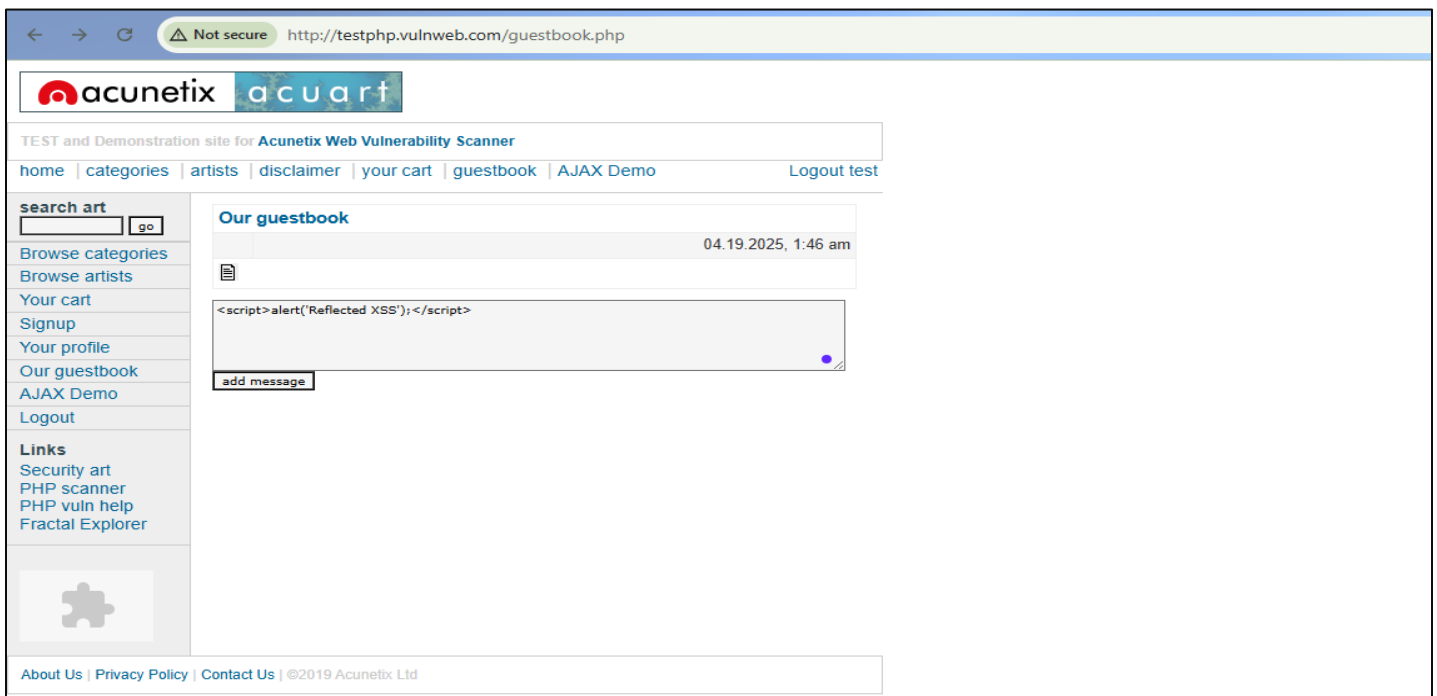 Not secure http://testphp.vulnweb.com/guestbook.php
acunetix acuart
TEST and Demonstration site for Acunetix Web Vulnerability Scanner
home | categories | artists | disclaimer | your cart | guestbook | AJAX Demo Logout test
search art
go
Browse categories
Browse artists
Your cart
Signup
Your profile
Our guestbook
AJAX Demo
Logout
Links
Security art
PHP scanner
PHP vuln help
Fractal Explorer
Our guestbook
04.19.2025, 1:46 am
<script>alert('Reflected XSS');</script>
add message
About Us | Privacy Policy | Contact Us | ©2019 Acunetix Ltd